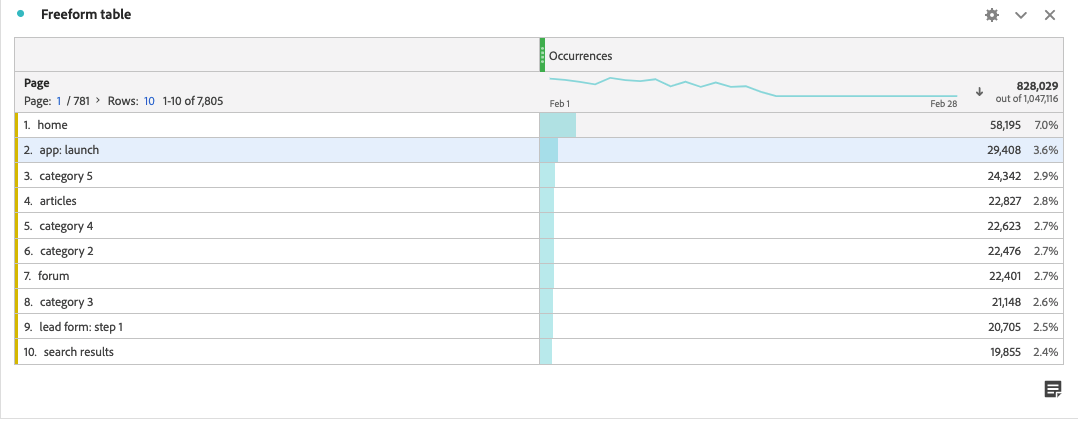 Freeform table
Occurrences
Page
Page: 1 / 781 > Rows: 10 1-10 of 7,805
Feb 1
Feb 28
828,029
out of 1,047,116
1. home 58,195 7.0%
2. app: launch 29,408 3.6%
3. category 5 24,342 2.9%
4. articles 22,827 2.8%
5. category 4 22,623 2.7%
6. category 2 22,476 2.7%
7. forum 22,401 2.7%
8. category 3 21,148 2.6%
9. lead form: step 1 20,705 2.5%
10. search results 19,855 2.4%